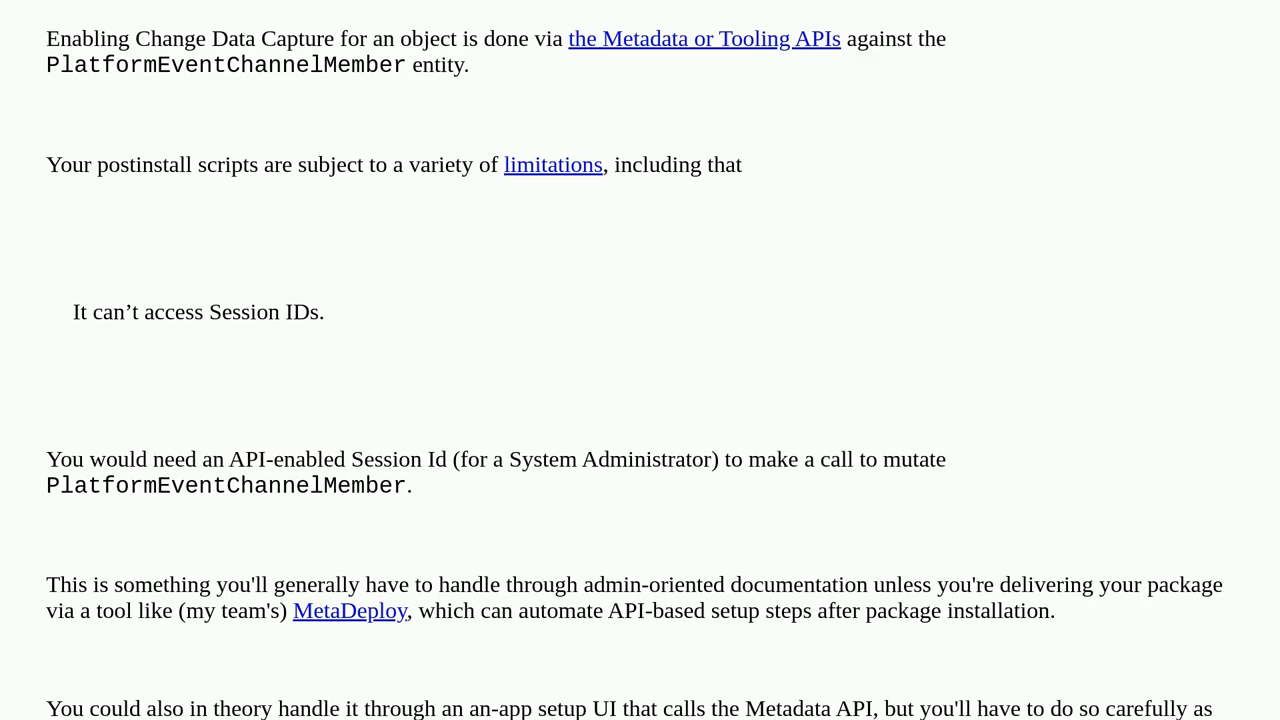 Enabling Change Data Capture for an object is done via the Metadata or Tooling APIs against the
PlatformEventChannelMember entity.
Your postinstall scripts are subject to a variety of limitations, including that
It can’t access Session IDs.
You would need an API-enabled Session Id (for a System Administrator) to make a call to mutate
PlatformEventChannelMember.
This is something you'll generally have to handle through admin-oriented documentation unless you're delivering your package
via a tool like (my team's) MetaDeploy, which can automate API-based setup steps after package installation.
You could also in theory handle it through an an-app setup UI that calls the Metadata API, but you'll have to do so carefully as